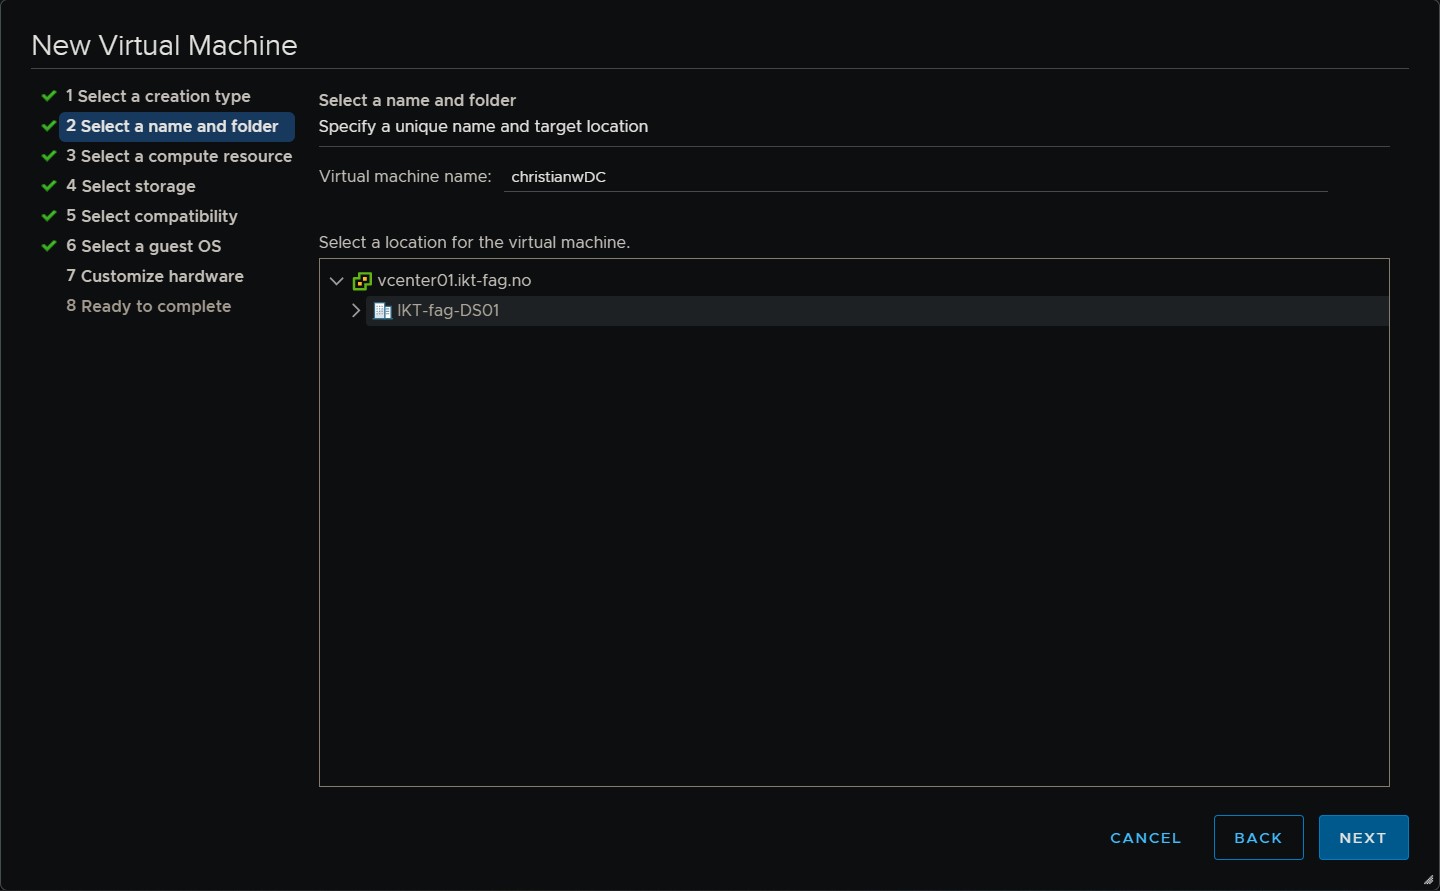 New Virtual Machine
1 Select a creation type
2 Select a name and folder
3 Select a compute resource
4 Select storage
5 Select compatibility
6 Select a guest OS
7 Customize hardware
8 Ready to complete
Select a name and folder
Specify a unique name and target location
Virtual machine name: christianwDC
Select a location for the virtual machine.
vcenter01.ikt-fag.no
IKT-fag-DS01
CANCEL BACK NEXT